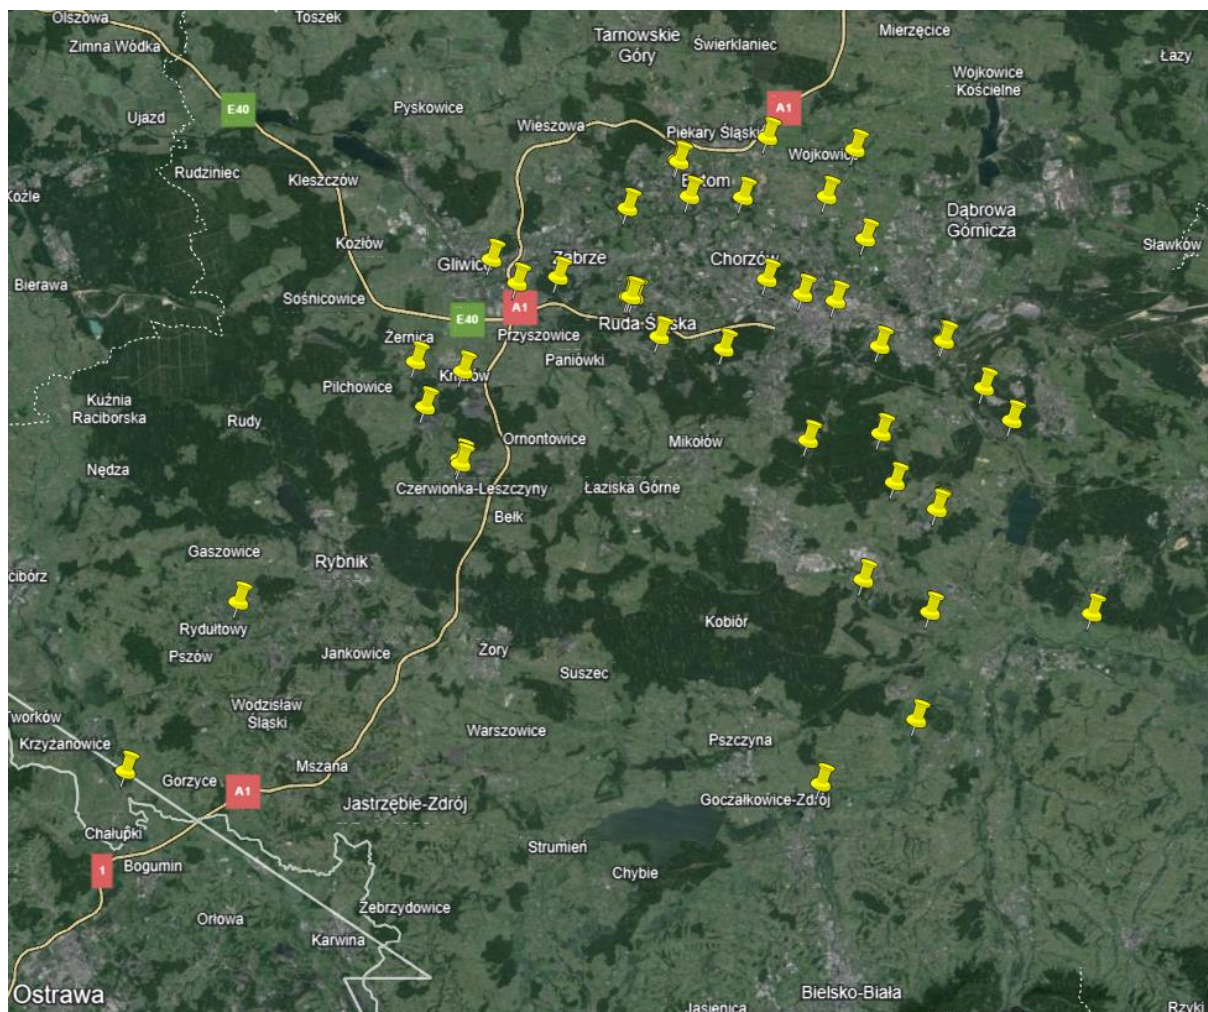 Olszowa
Toszek
Tarnowskie
Góry
Świerklaniec
Mierzęcice
Zimna Wódka
Łazy
Wojkowice
Kościelne
E40
A1
Pyskowice
Ujazd
Wieszowa
Piekary Śląskie
Wojkowice
Rudziniec
Kleszczów
Koźle
Dąbrowa
Górnicza
Kozłów
Sławków
Gliwice
Zabrze
Chorzów
Bierawa
Sośnicowice
A1
E40
Ruda Śląska
Żernica
Przyszowice
Paniówki
Pilchowice
Kuźnia
Raciborska
Rudy
Ornontowice
Mikołów
Nędza
Czerwionka-Leszczyny
Łaziska Górne
Bełk
Gaszowice
Rybnik
cibórz
Rydułtowy
Kobiór
Pszów
Jankowice
Żory
Suszec
Wodzisław
Śląski
Tworków
Krzyżanowice
Warszowice
Pszczyna
Mszana
Gorzyce
A1
Jastrzębie-Zdrój
Goczałkowice-Zdrój
Chałupki
Strumień
1
Bogumin
Chybie
Zebrzydowice
Orłowa
Karwina
Ostrawa
Bielsko-Biała
Jasienica
Rzyki